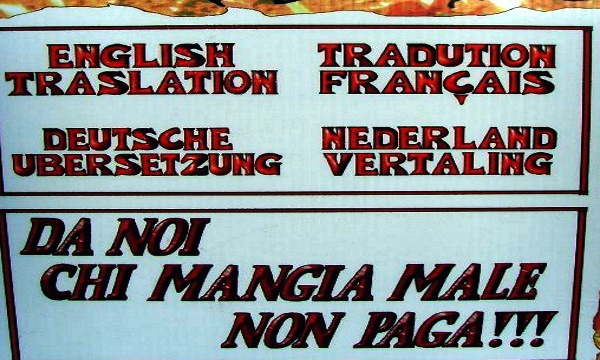 ENGLISH
TRASLATION
TRADUTION
FRANÇAIS
DEUTSCHE
UBERSETZUNG
NEDERLAND
VERTALING
DA NOI
CHI MANGIA MALE
NON PAGA!!!